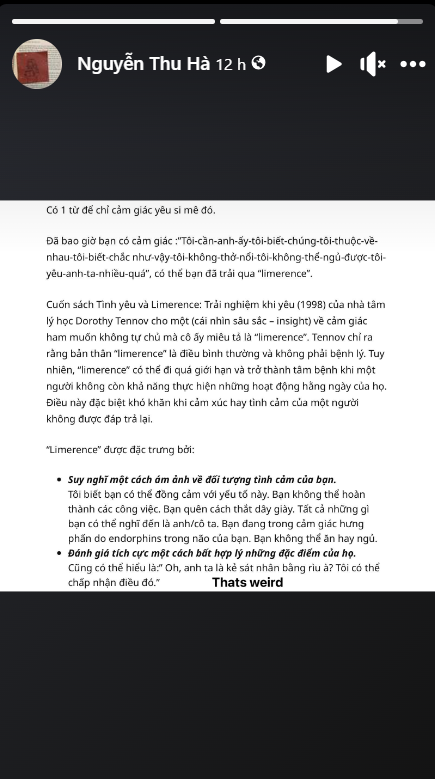 Nguyễn Thu Hà 12 h
Có 1 từ để chỉ cảm giác yêu si mê đó.
Đã bao giờ bạn có cảm giác :”Tôi-cần-anh-ấy-tôi-biết-chúng-tôi-thuộc-về-
nhau-tôi-biết-chắc như-vậy-tôi-không-thở-nổi-tôi-không-thể-ngủ-được-tôi-
yêu-anh-ta-nhiều-quá”, có thể bạn đã trải qua “limerence”.
Cuốn sách Tình yêu và Limerence: Trải nghiệm khi yêu (1998) của nhà tâm
lý học Dorothy Tennov cho một (cái nhìn sâu sắc – insight) về cảm giác
ham muốn không tự chủ mà cô ấy miêu tả là “limerence”. Tennov chỉ ra
rằng bản thân “limerence” là điều bình thường và không phải bệnh lý. Tuy
nhiên, “limerence” có thể đi quá giới hạn và trở thành tâm bệnh khi một
người không còn khả năng thực hiện những hoạt động hằng ngày của họ.
Điều này đặc biệt khó khăn khi cảm xúc hay tình cảm của một người
không được đáp trả lại.
“Limerence” được đặc trưng bởi:
• Suy nghĩ một cách ám ảnh về đối tượng tình cảm của bạn.
Tôi biết bạn có thể đồng cảm với yếu tố này. Bạn không thể hoàn
thành các công việc. Bạn quên cách thắt dây giày. Tất cả những gì
bạn có thể nghĩ đến là anh/cô ta. Bạn đang trong cảm giác hưng
phấn do endorphins trong não của bạn. Bạn không thể ăn hay ngủ.
• Đánh giá tích cực một cách bất hợp lý những đặc điểm của họ.
Cũng có thể hiểu là:” Oh, anh ta là kẻ sát nhân bằng rìu à? Tôi có thể
chấp nhận điều đó.”
Thats weird